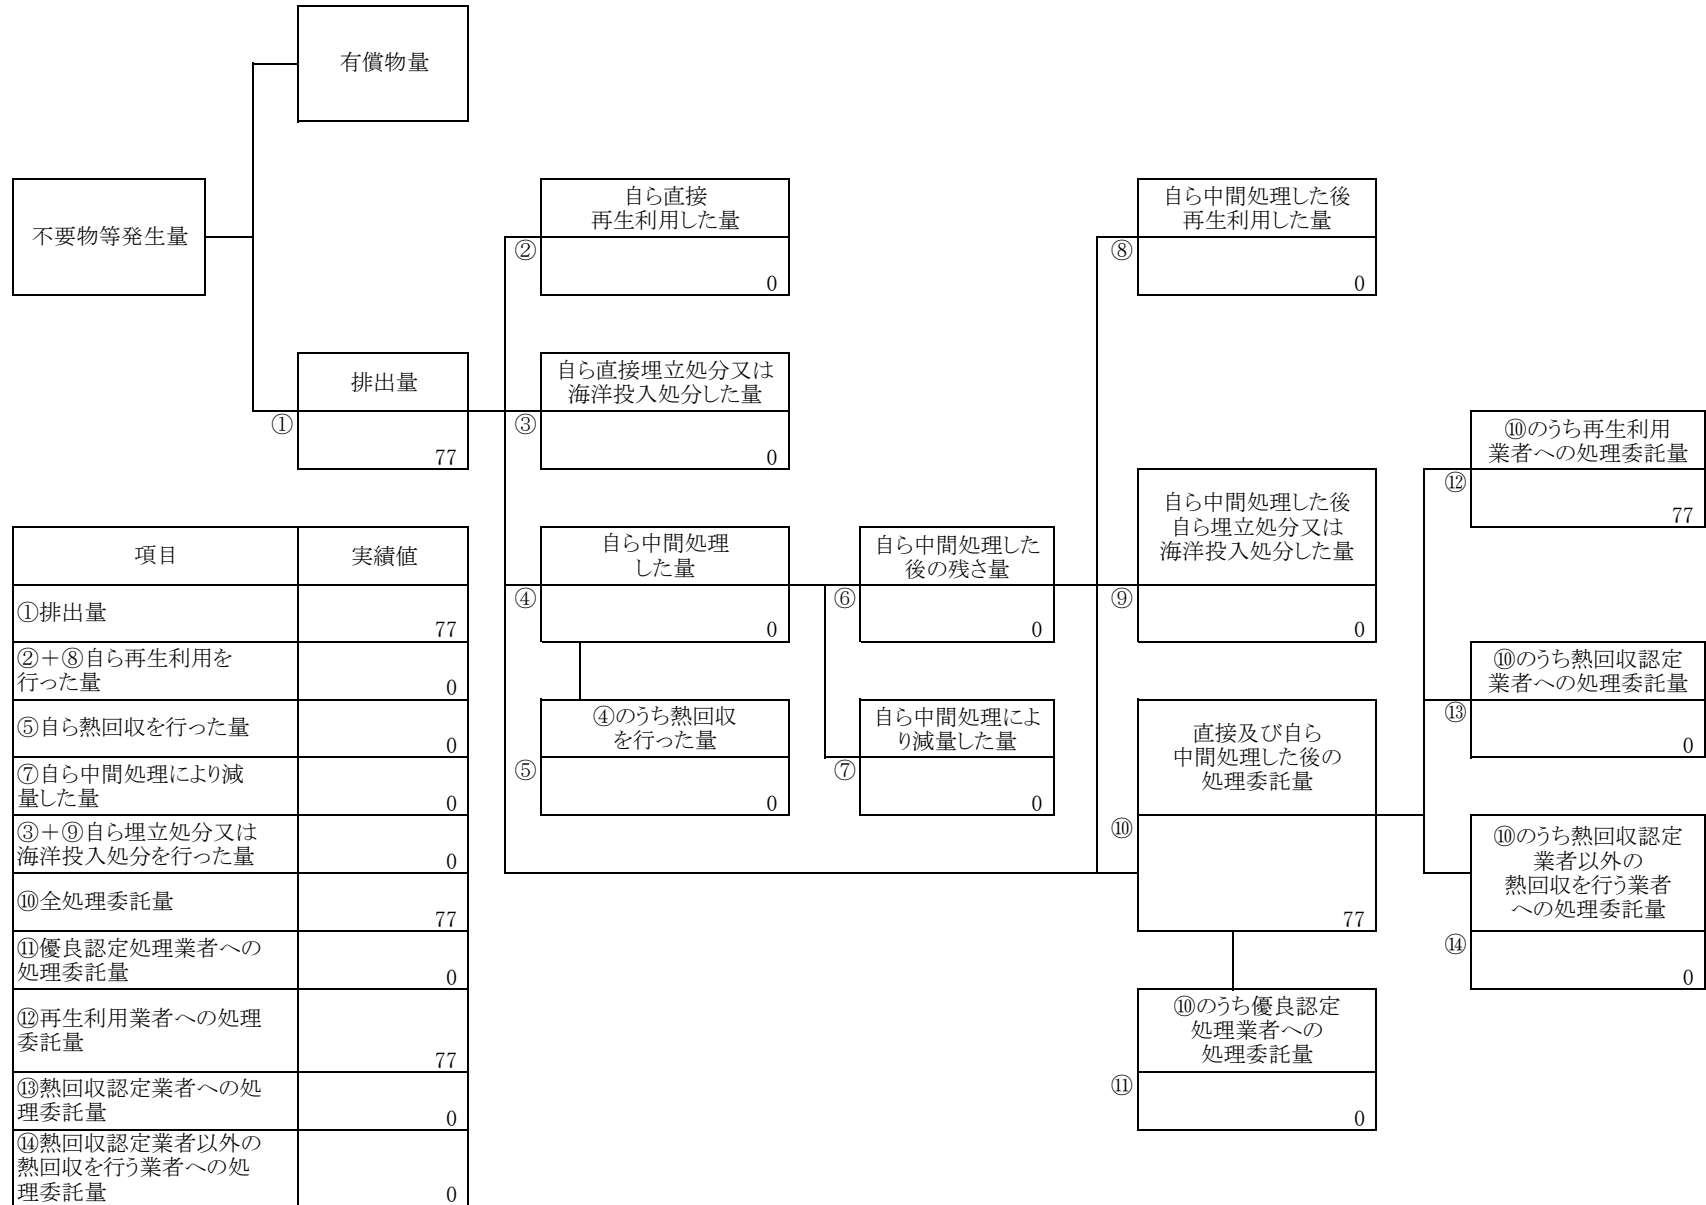 有償物量
不要物等発生量
自ら直接
再生利用した量
②
0
自ら中間処理した後
再生利用した量
⑧
0
排出量
①
77
自ら直接埋立処分又は
海洋投入処分した量
③
0
⑩のうち再生利用
業者への処理委託量
⑫
77
自ら中間処理
した量
④
0
自ら中間処理した
後の残さ量
⑥
0
自ら中間処理した後
自ら埋立処分又は
海洋投入処分した量
⑨
0
⑩のうち熱回収認定
業者への処理委託量
⑬
0
④のうち熱回収
を行った量
⑤
0
自ら中間処理によ
り減量した量
⑦
0
直接及び自ら
中間処理した後の
処理委託量
⑩
77
⑩のうち熱回収認定
業者以外の
熱回収を行う業者
への処理委託量
⑭
0
⑩のうち優良認定
処理業者への
処理委託量
⑪
0
項目 実績値
①排出量
77
②+⑧自ら再生利用を
行った量
0
⑤自ら熱回収を行った量
0
⑦自ら中間処理により減
量した量
0
③+⑨自ら埋立処分又は
海洋投入処分を行った量
0
⑩全処理委託量
77
⑪優良認定処理業者への
処理委託量
0
⑫再生利用業者への処理
委託量
77
⑬熱回収認定業者への処
理委託量
0
⑭熱回収認定業者以外の
熱回収を行う業者への処
理委託量
0